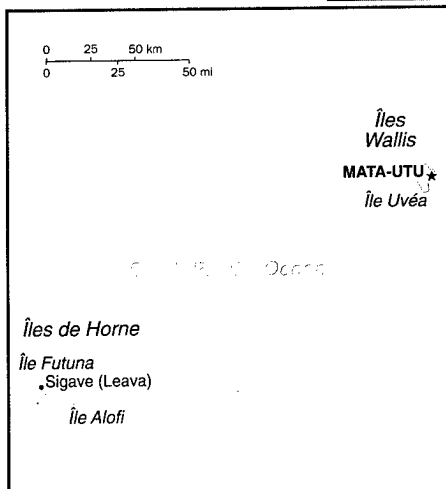 0 25 50 km
0 25 50 mi
Îles
Wallis
MATA-UTU
Île Uvéa
Ocean
Îles de Horne
Île Futuna
Sigave (Leava)
Île Alofi